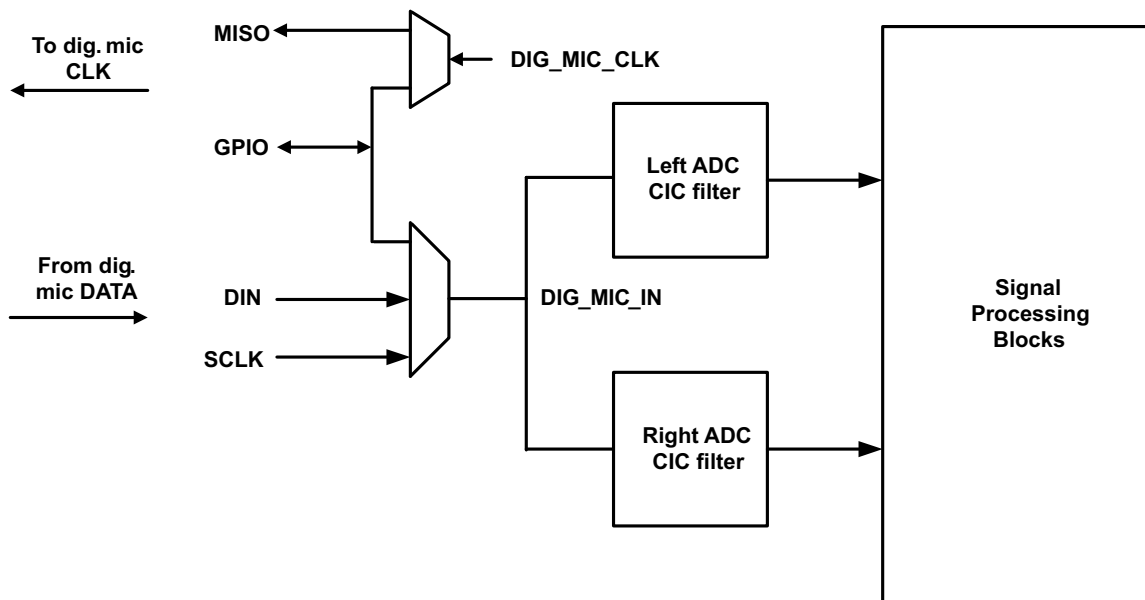 To dig. mic
CLK
MISO
DIG_MIC_CLK
GPIO
Left ADC
CIC filter
From dig.
mic DATA
DIN
DIG_MIC_IN
SCLK
Right ADC
CIC filter
Signal
Processing
Blocks